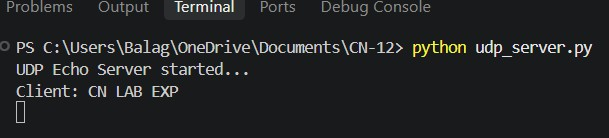 Problems Output Terminal Ports Debug Console
PS C:\Users\Balag\OneDrive\Documents\CN-12> python udp_server.py
UDP Echo Server started...
Client: CN LAB EXP